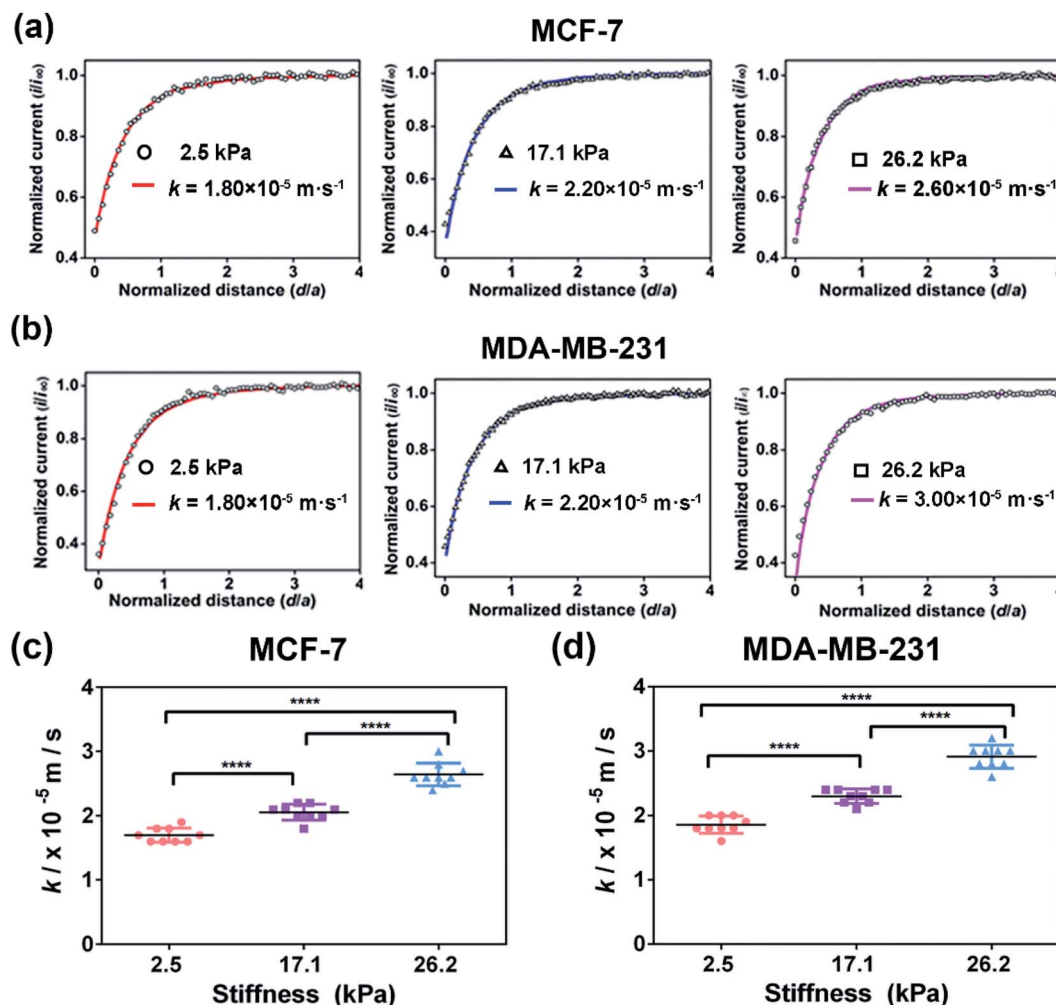 (a)
MCF-7
Normalized current (i/i∞)
1.0
0.8
0.6
0.4
2.5 kPa
k = 1.80×10⁻⁵ m·s⁻¹
0 1 2 3 4
Normalized distance (d/a)
Normalized current (i/i∞)
1.0
0.8
0.6
0.4
17.1 kPa
k = 2.20×10⁻⁵ m·s⁻¹
0 1 2 3 4
Normalized distance (d/a)
Normalized current (i/i∞)
1.0
0.8
0.6
0.4
26.2 kPa
k = 2.60×10⁻⁵ m·s⁻¹
0 1 2 3 4
Normalized distance (d/a)
(b)
MDA-MB-231
Normalized current (i/i∞)
1.0
0.8
0.6
0.4
2.5 kPa
k = 1.80×10⁻⁵ m·s⁻¹
0 1 2 3 4
Normalized distance (d/a)
Normalized current (i/i∞)
1.0
0.8
0.6
0.4
17.1 kPa
k = 2.20×10⁻⁵ m·s⁻¹
0 1 2 3 4
Normalized distance (d/a)
Normalized current
1.0
0.8
0.6
0.4
26.2 kPa
k = 3.00×10⁻⁵ m·s⁻¹
0 1 2 3 4
Normalized distance (d/a)
(c)
MCF-7
k / x 10⁻⁵ m / s
4
3
2
1
0
****
****
****
2.5 17.1 26.2
Stiffness (kPa)
(d)
MDA-MB-231
k / x 10⁻⁵ m / s
4
3
2
1
0
****
****
****
2.5 17.1 26.2
Stiffness (kPa)